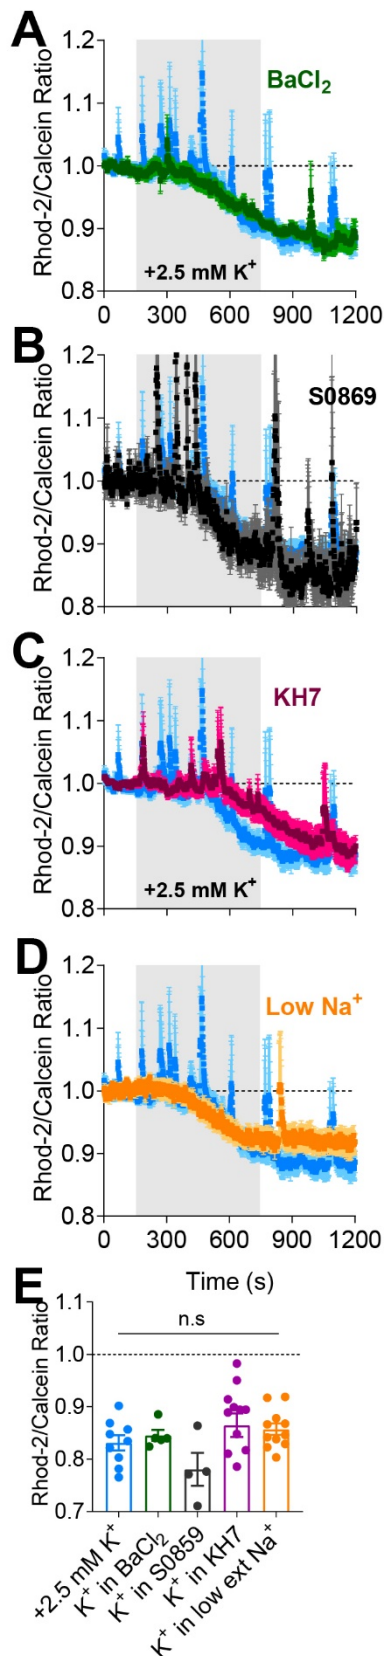 A
Rhod-2/Calcein Ratio
1.2
1.1
1.0
0.9
0.8
BaCl2
+2.5 mM K+
0 300 600 900 1200
B
Rhod-2/Calcein Ratio
1.2
1.1
1.0
0.9
0.8
S0869
C
Rhod-2/Calcein Ratio
1.2
1.1
1.0
0.9
0.8
KH7
+2.5 mM K+
D
Rhod-2/Calcein Ratio
1.2
1.1
1.0
0.9
0.8
Low Na+
0 300 600 900 1200
Time (s)
E
Rhod-2/Calcein Ratio
1.1
1.0
0.9
0.8
0.7
n.s
+2.5 mM K+
K+ in BaCl2
K+ in S0859
K+ in KH7
K+ in low ext Na+